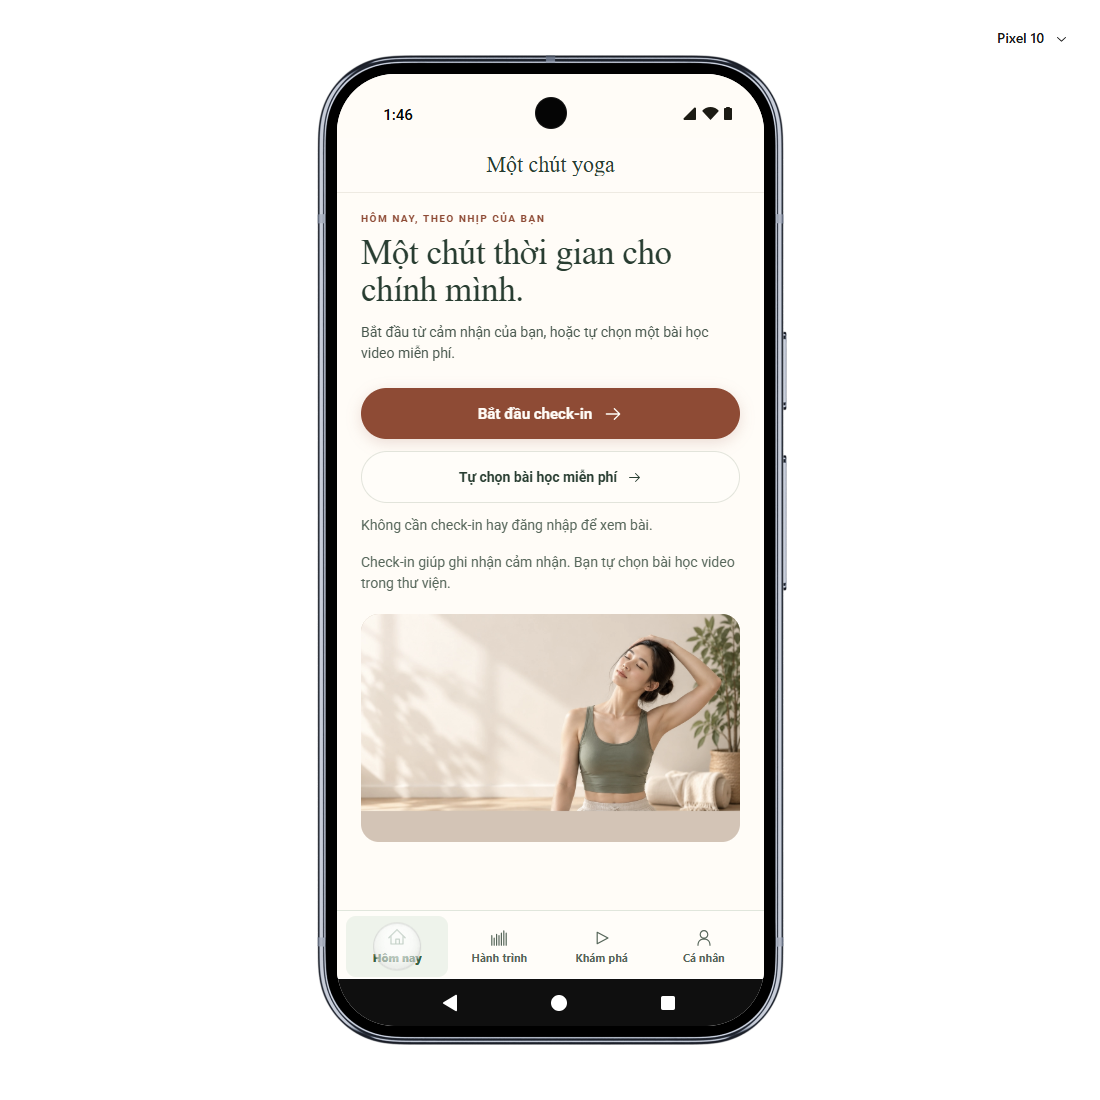 Pixel 10
1:46
Một chút yoga
HÔM NAY, THEO NHỊP CỦA BẠN
Một chút thời gian cho
chính mình.
Bắt đầu từ cảm nhận của bạn, hoặc tự chọn một bài học
video miễn phí.
Bắt đầu check-in
Tự chọn bài học miễn phí
Không cần check-in hay đăng nhập để xem bài.
Check-in giúp ghi nhận cảm nhận. Bạn tự chọn bài học video
trong thư viện.
Hôm nay
Hành trình
Khám phá
Cá nhân